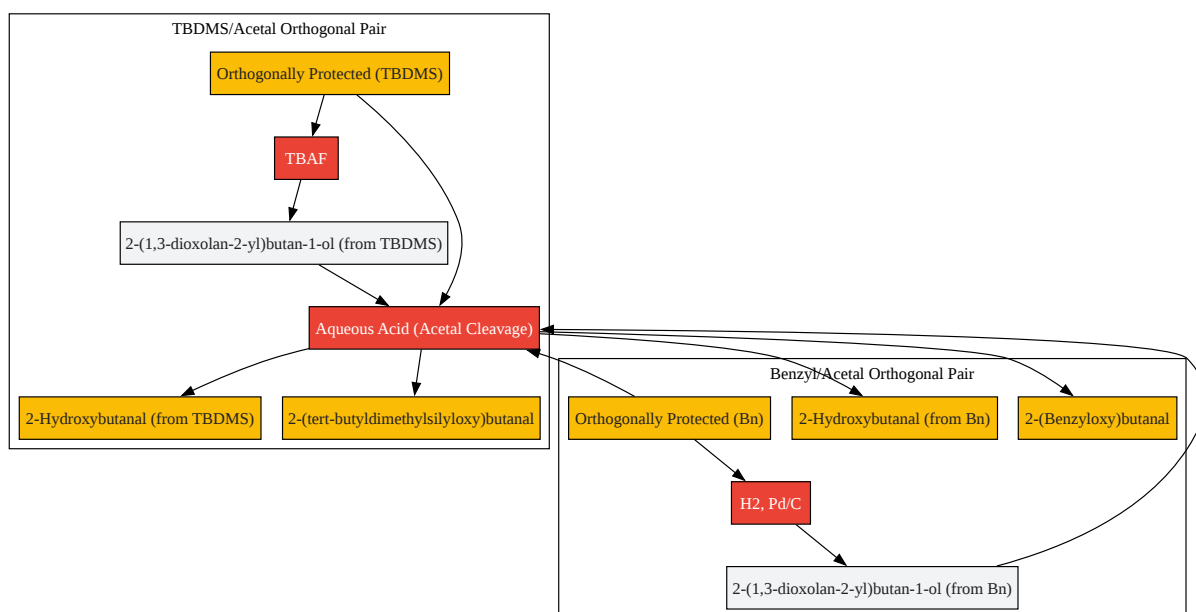 TBDMS/Acetal Orthogonal Pair
Orthogonally Protected (TBDMS)
TBAF
2-(1,3-dioxolan-2-yl)butan-1-ol (from TBDMS)
Aqueous Acid (Acetal Cleavage)
2-Hydroxybutanal (from TBDMS)
2-(tert-butyldimethylsilyloxy)butanal
Benzyl/Acetal Orthogonal Pair
Orthogonally Protected (Bn)
2-Hydroxybutanal (from Bn)
2-(Benzyloxy)butanal
H2, Pd/C
2-(1,3-dioxolan-2-yl)butan-1-ol (from Bn)